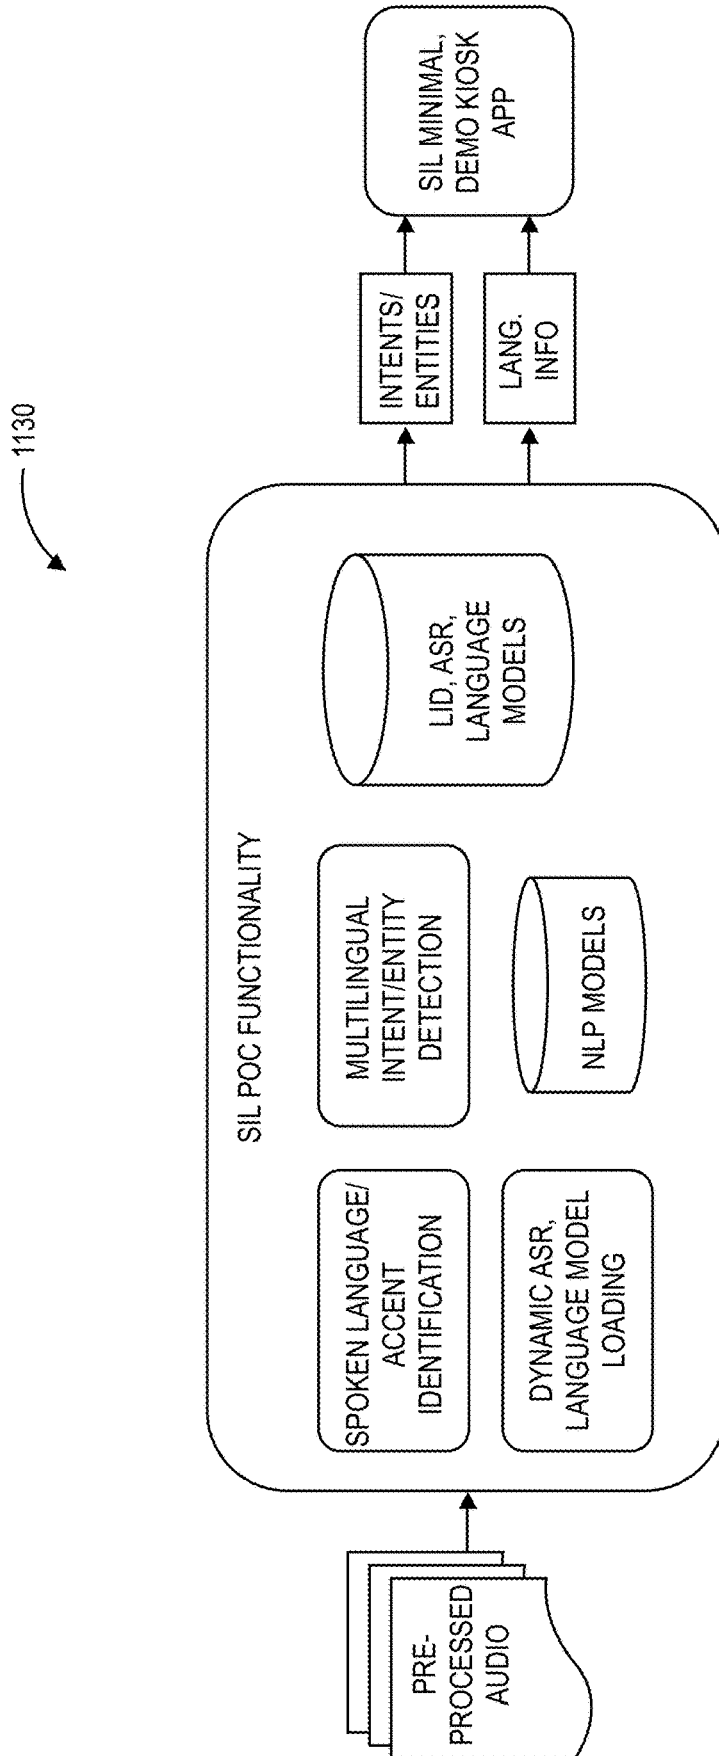 1130
PRE-
PROCESSED
AUDIO
SIL POC FUNCTIONALITY
SPOKEN LANGUAGE/
ACCENT
IDENTIFICATION
MULTILINGUAL
INTENT/ENTITY
DETECTION
DYNAMIC ASR,
LANGUAGE MODEL
LOADING
NLP MODELS
LID, ASR,
LANGUAGE
MODELS
INTENTS/
ENTITIES
LANG.
INFO
SIL MINIMAL,
DEMO KIOSK
APP